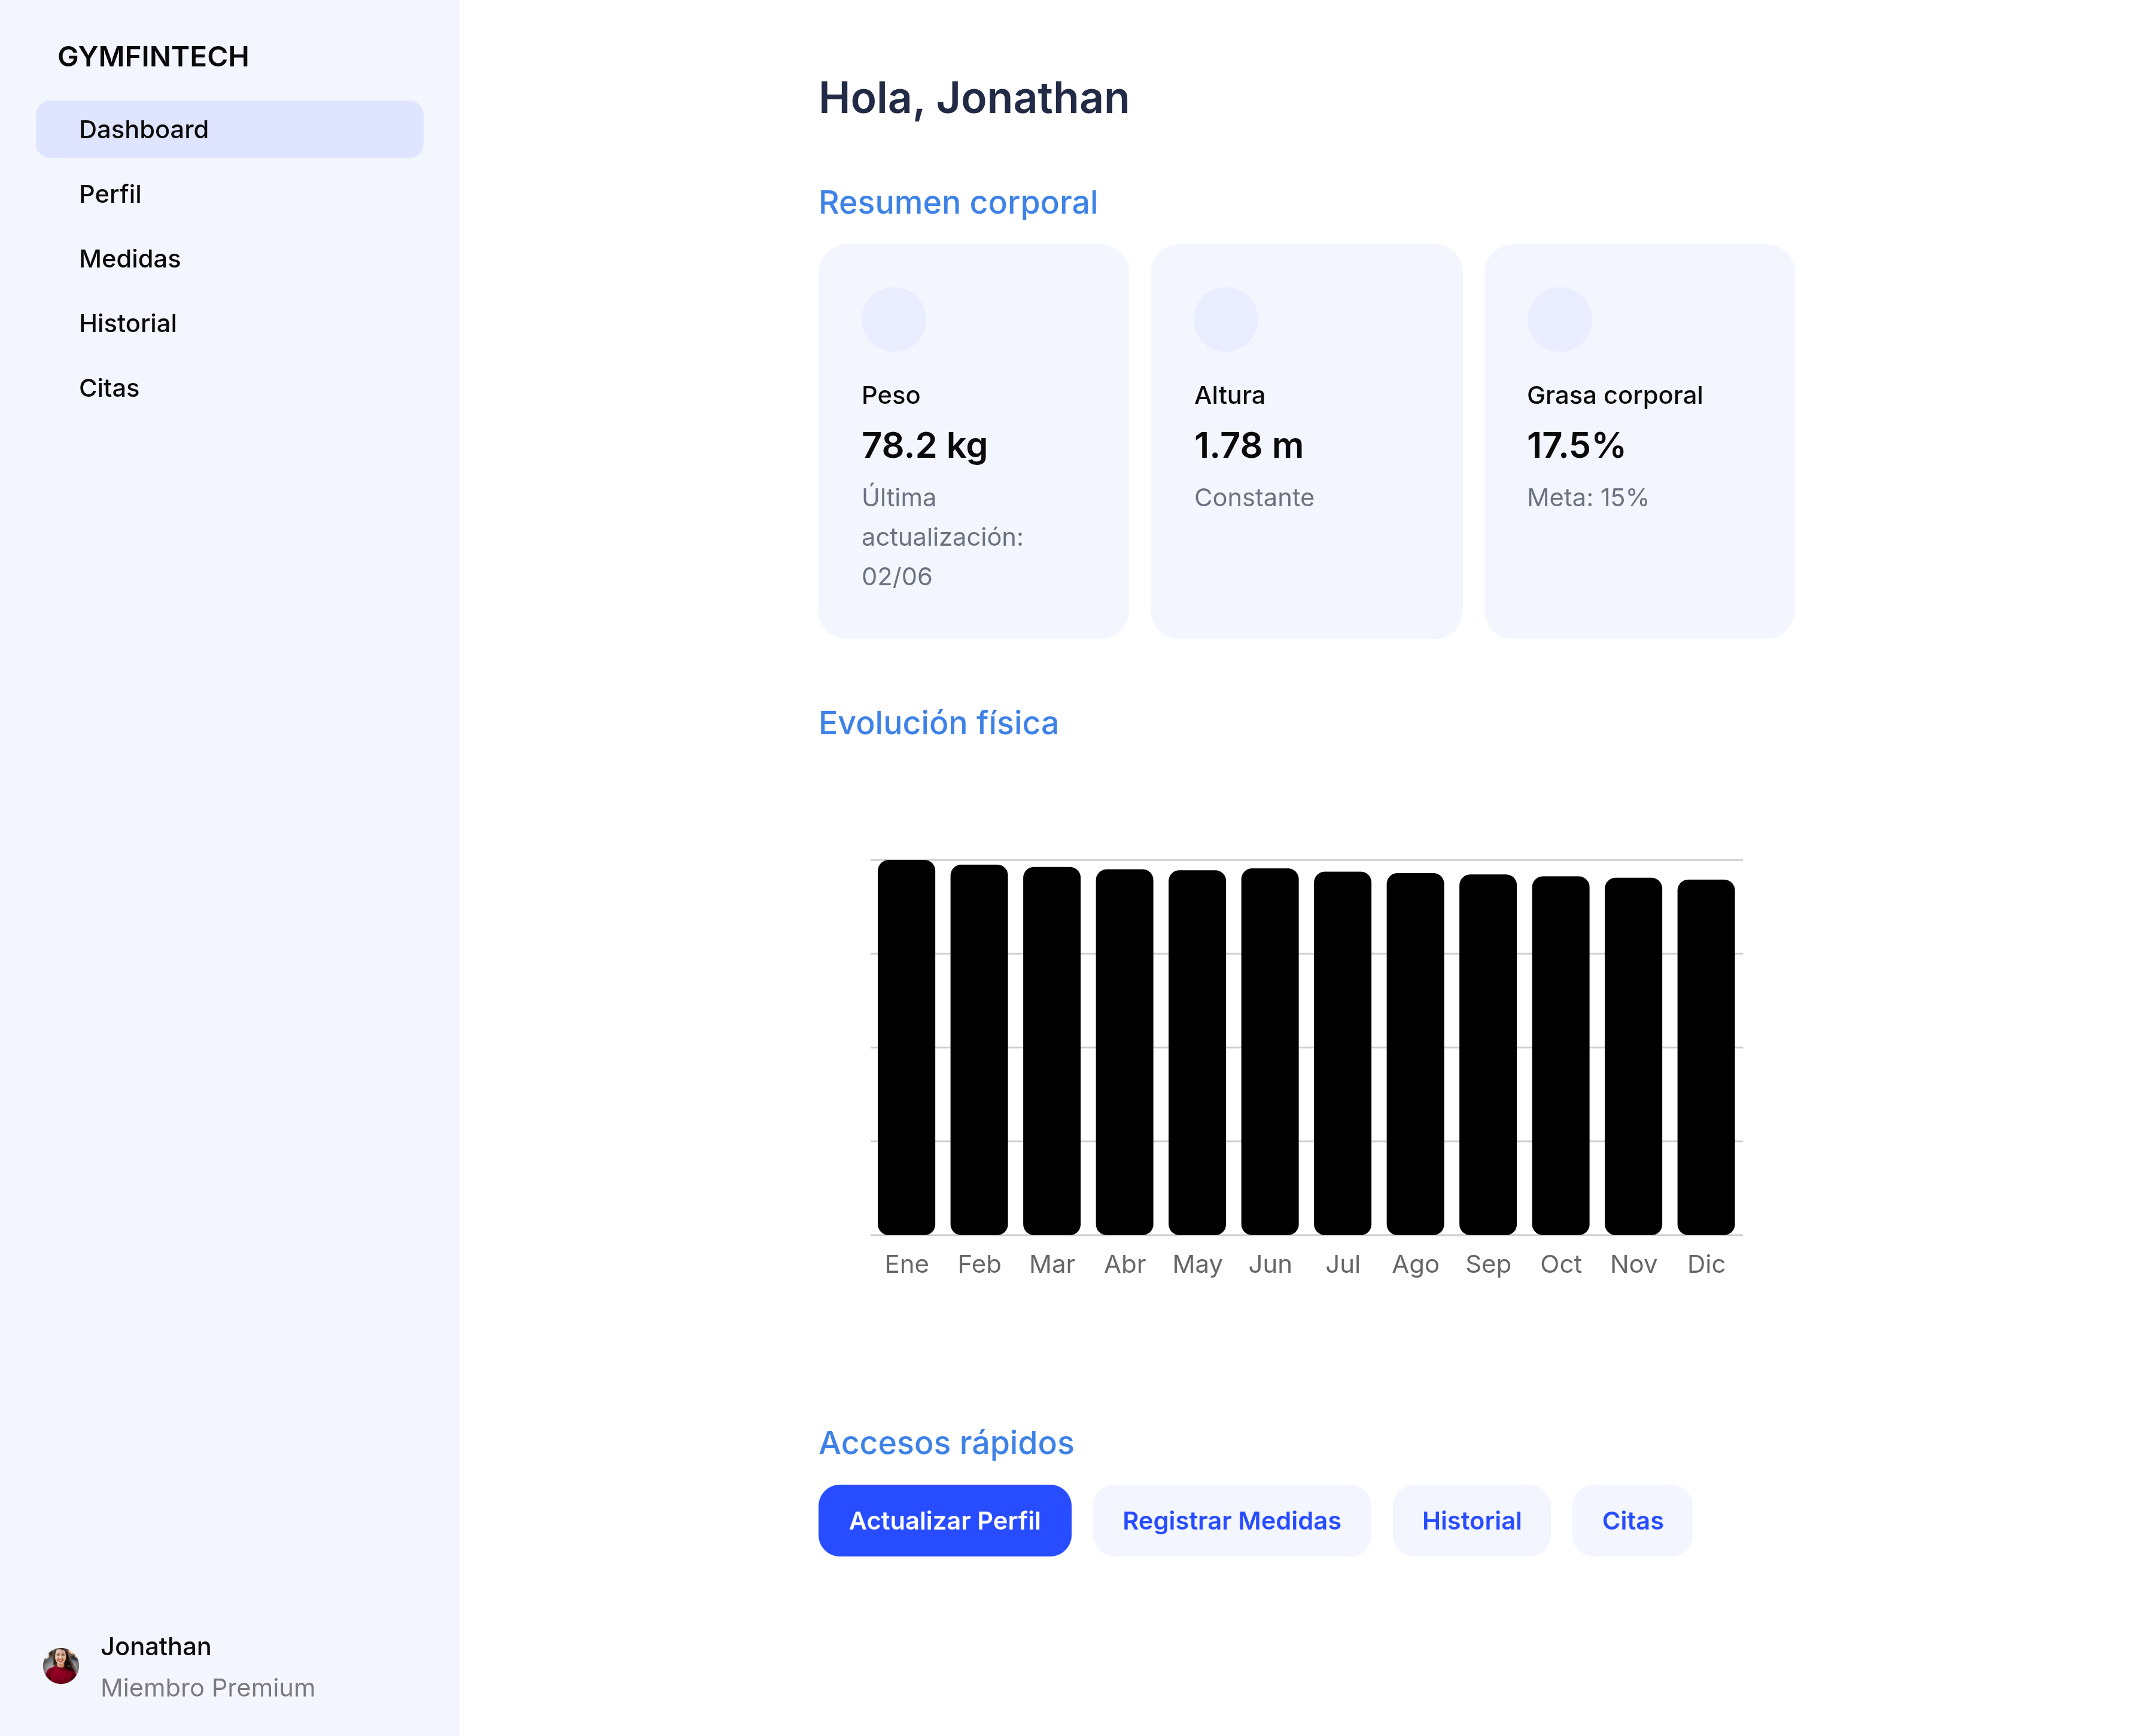 GYMFINTECH
Dashboard
Perfil
Medidas
Historial
Citas
Jonathan
Miembro Premium
Hola, Jonathan
Resumen corporal
Peso
78.2 kg
Última
actualización:
02/06
Altura
1.78 m
Constante
Grasa corporal
17.5%
Meta: 15%
Evolución física
Ene Feb Mar Abr May Jun Jul Ago Sep Oct Nov Dic
Accesos rápidos
Actualizar Perfil Registrar Medidas Historial Citas